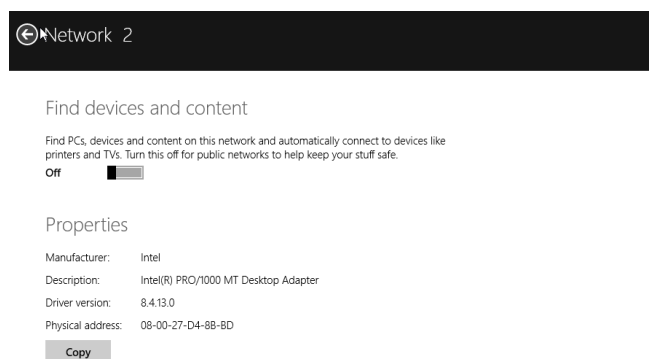 Network 2
Find devices and content
Find PCs, devices and content on this network and automatically connect to devices like
printers and TVs. Turn this off for public networks to help keep your stuff safe.
Off
Properties
Manufacturer: Intel
Description: Intel(R) PRO/1000 MT Desktop Adapter
Driver version: 8.4.13.0
Physical address: 08-00-27-D4-8B-BD
Copy